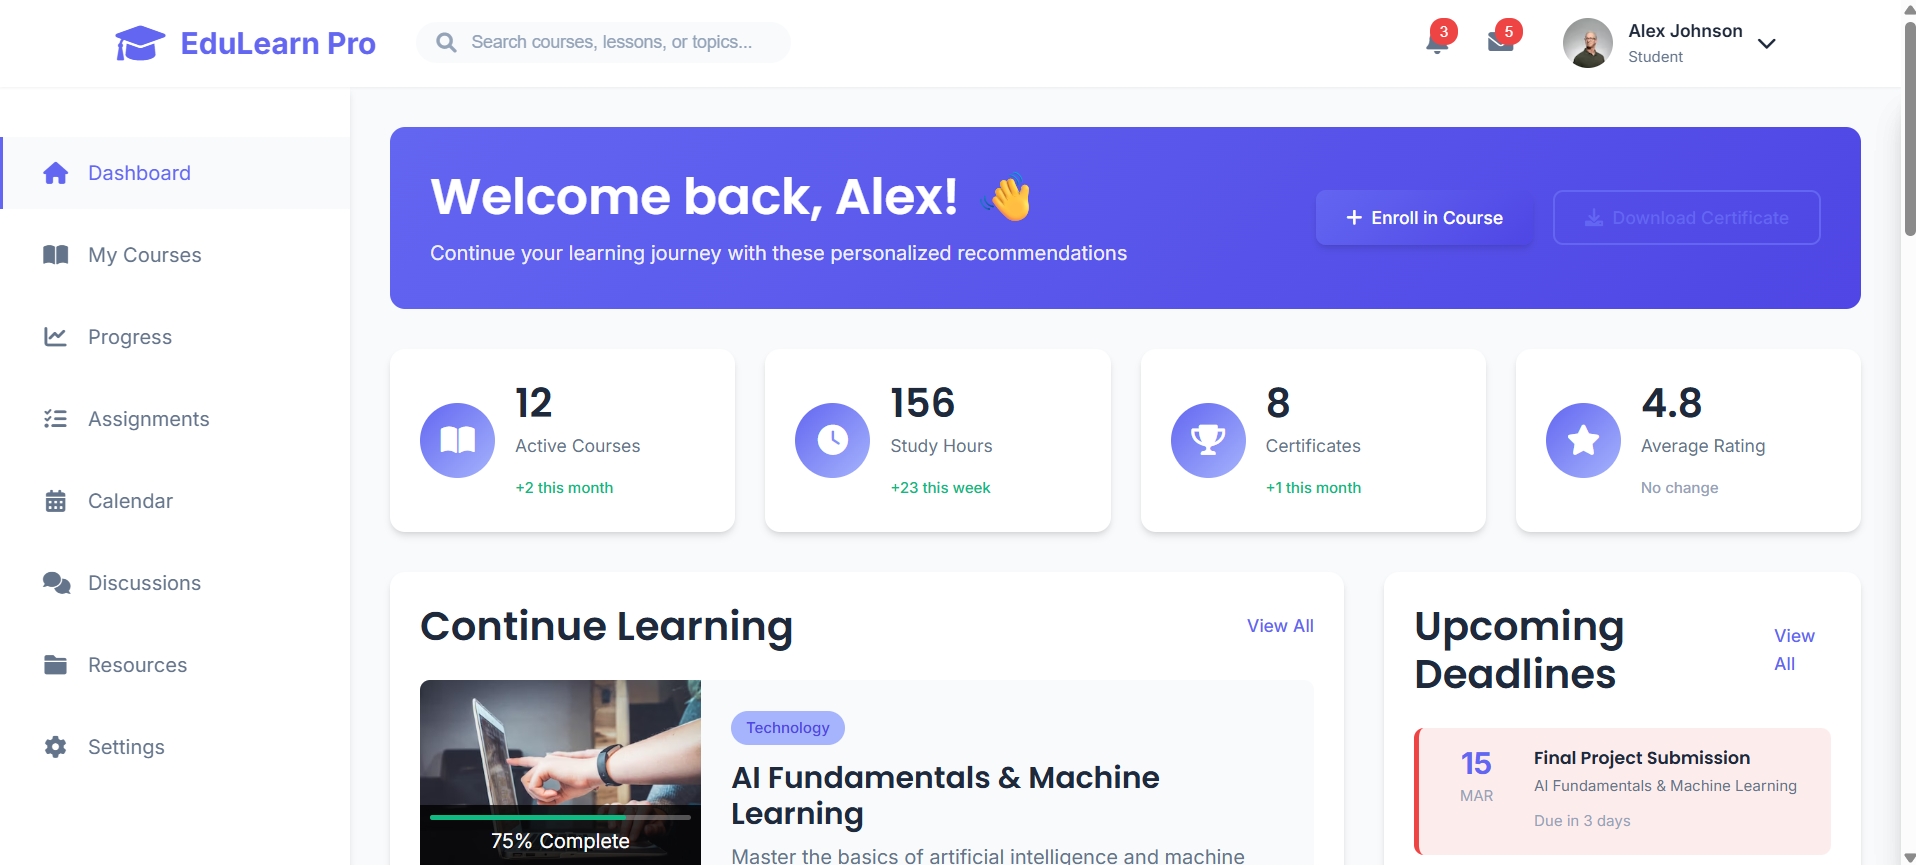 EduLearn Pro
Search courses, lessons, or topics...
3
5
Alex Johnson
Student
Dashboard
My Courses
Progress
Assignments
Calendar
Discussions
Resources
Settings
Welcome back, Alex! 👋
Continue your learning journey with these personalized recommendations
Enroll in Course
Download Certificate
12
Active Courses
+2 this month
156
Study Hours
+23 this week
8
Certificates
+1 this month
4.8
Average Rating
No change
Continue Learning
View All
75% Complete
Technology
AI Fundamentals & Machine
Learning
Master the basics of artificial intelligence and machine
Upcoming
Deadlines
View
All
15
MAR
Final Project Submission
AI Fundamentals & Machine Learning
Due in 3 days